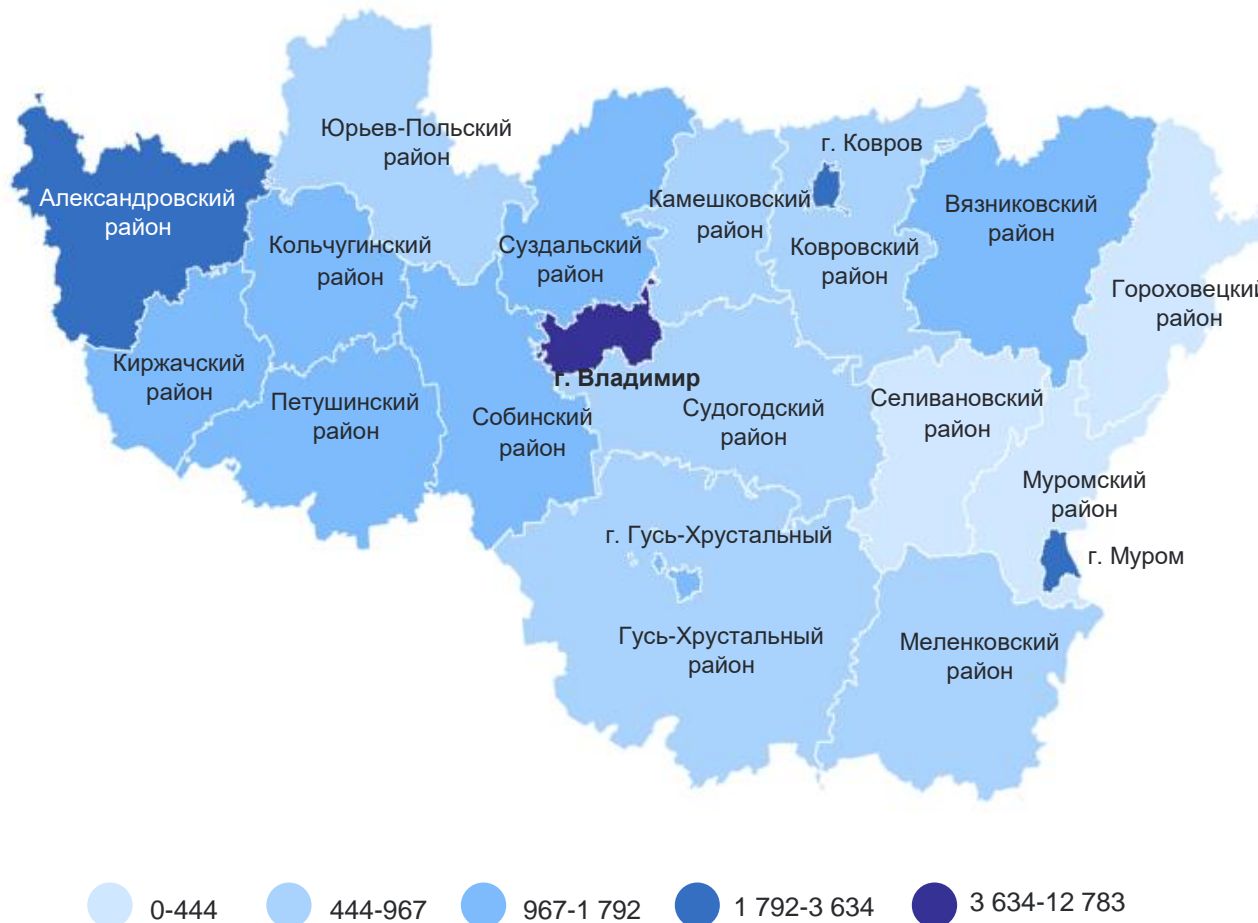 Юрьев-Польский
район
г. Ковров
Александровский
район
Камешковский
район
Вязниковский
район
Кольчугинский
район
Суздальский
район
Ковровский
район
Гороховецкий
район
Киржачский
район
г. Владимир
Петушинский
район
Собинский
район
Судогодский
район
Селивановский
район
Муромский
район
г. Гусь-Хрустальный
г. Муром
Гусь-Хрустальный
район
Меленковский
район
0-444
444-967
967-1 792
1 792-3 634
3 634-12 783